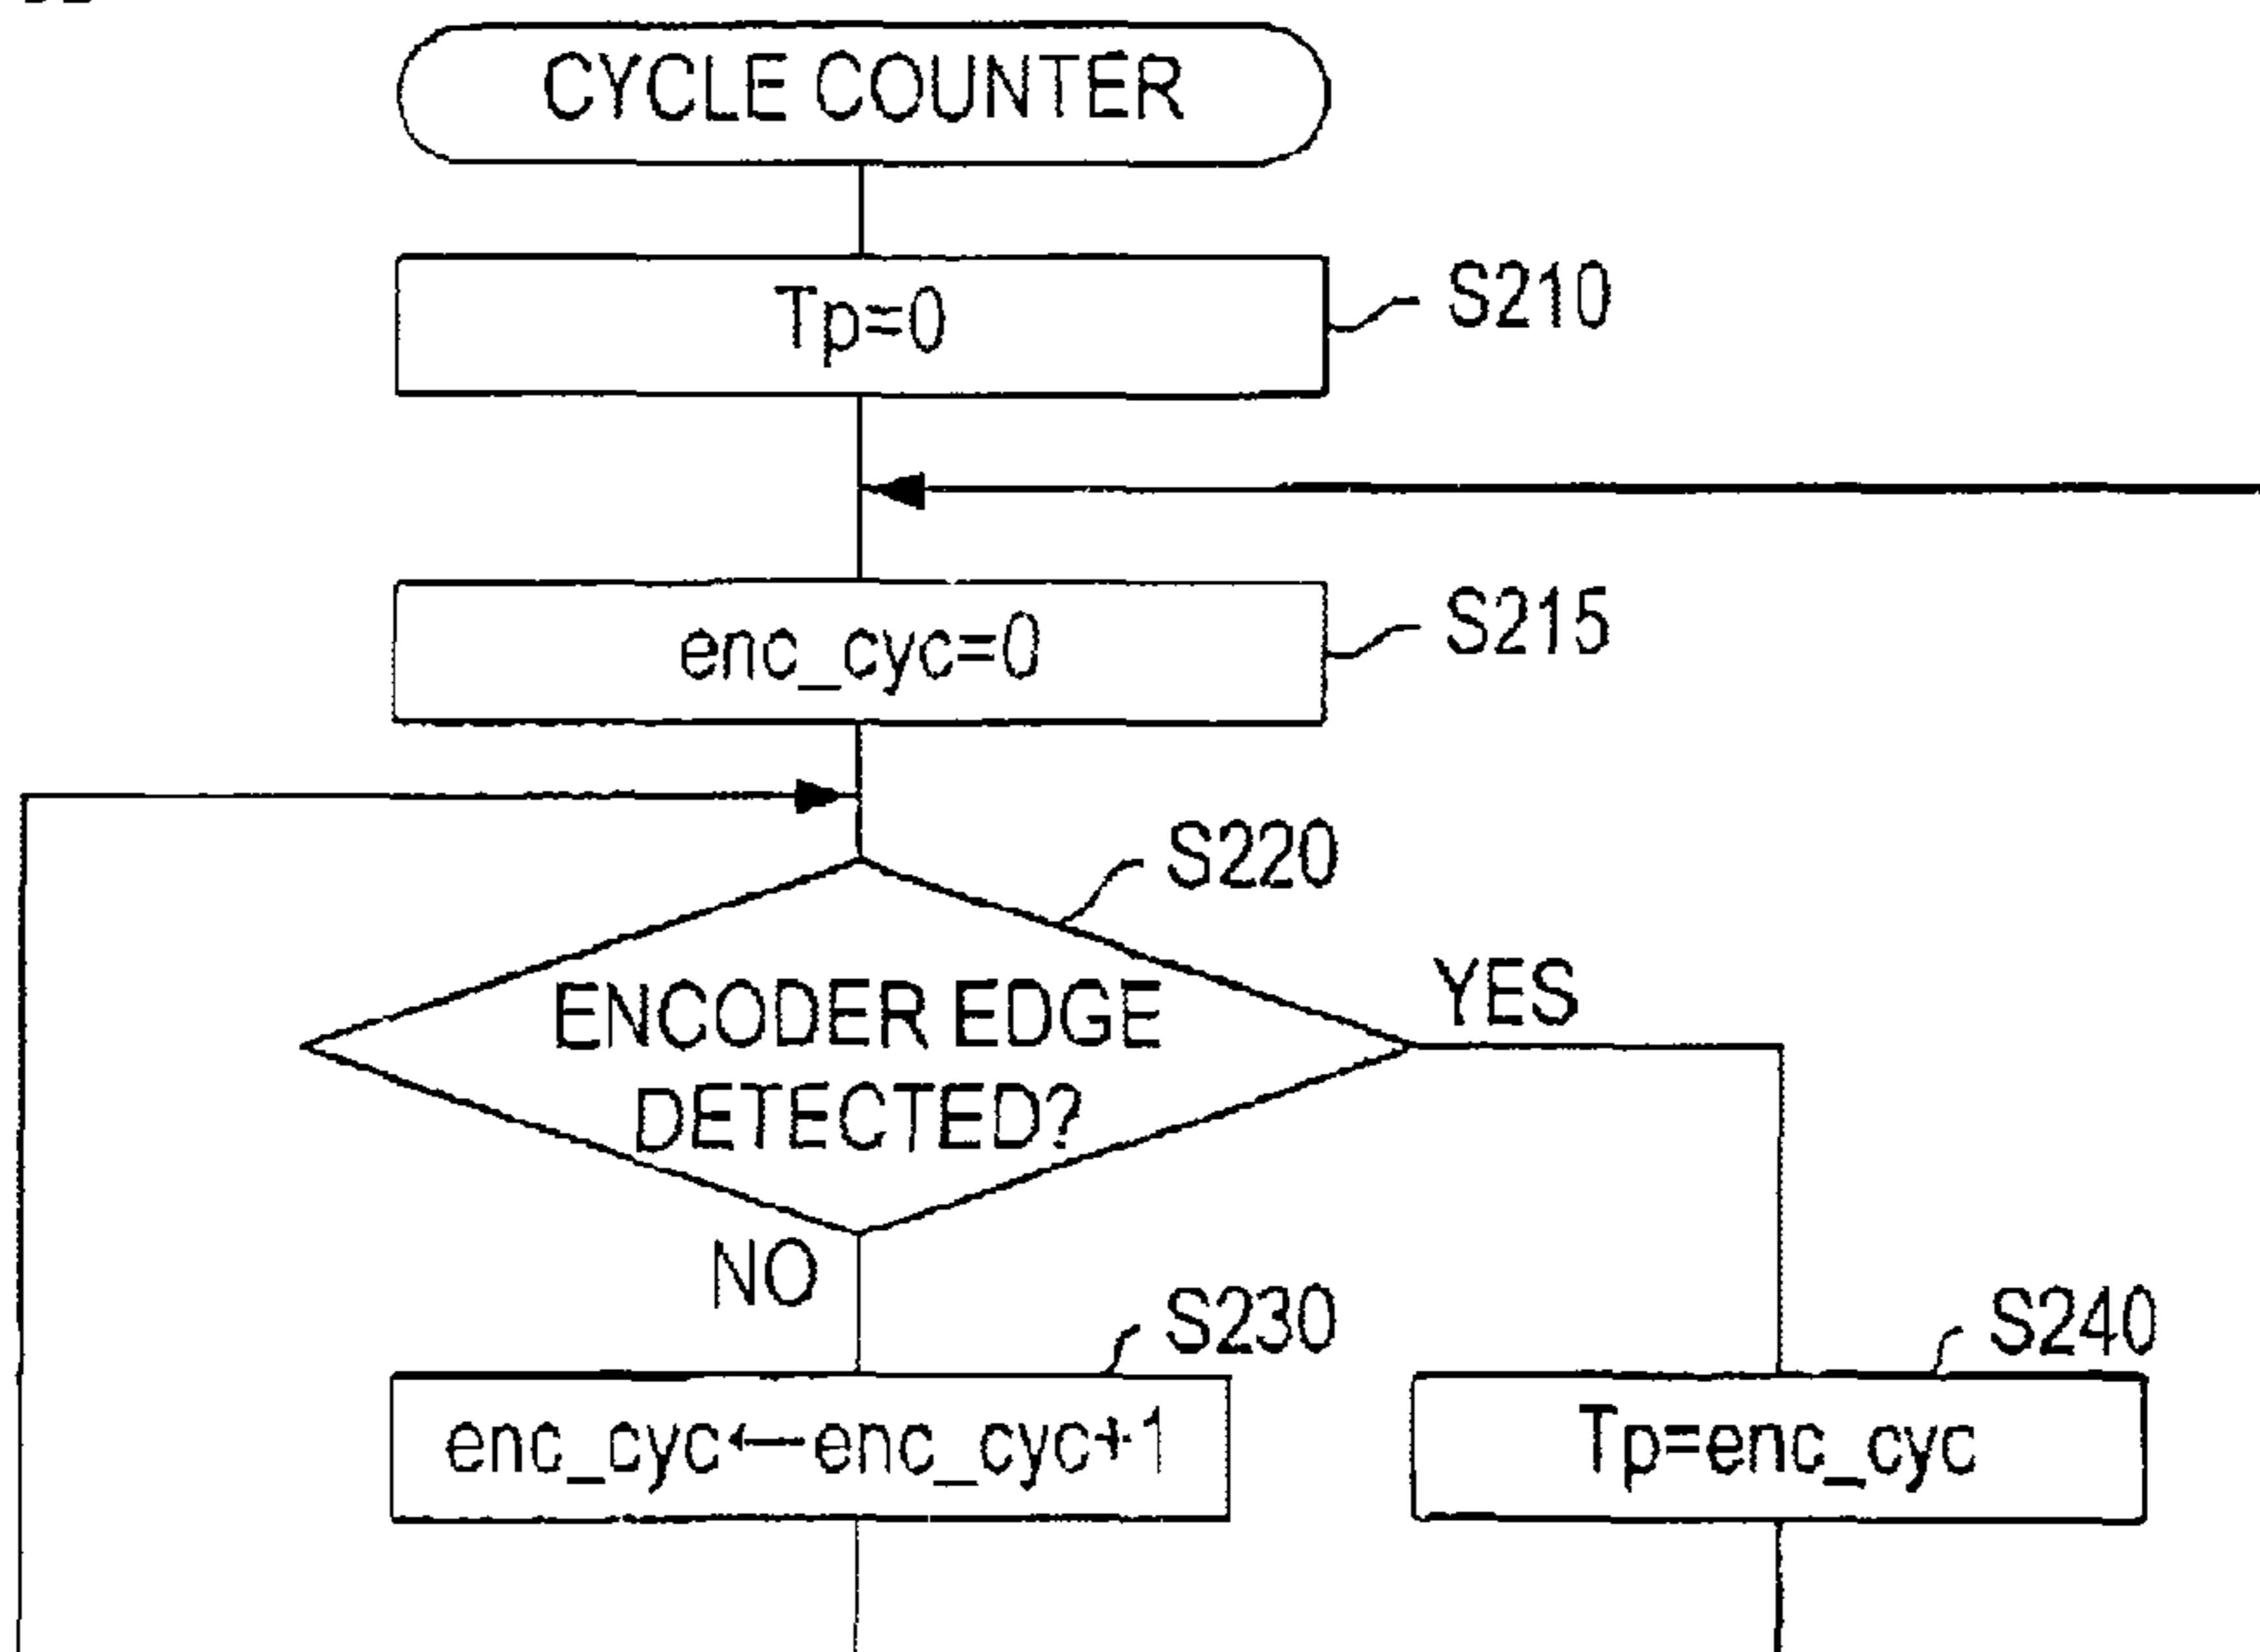 CYCLE COUNTER
Tp=0
S210
enc_cyc=0
S215
S220
ENCODER EDGE
DETECTED?
YES
NO
S230
enc_cyc←enc_cyc+1
S240
Tp=enc_cyc